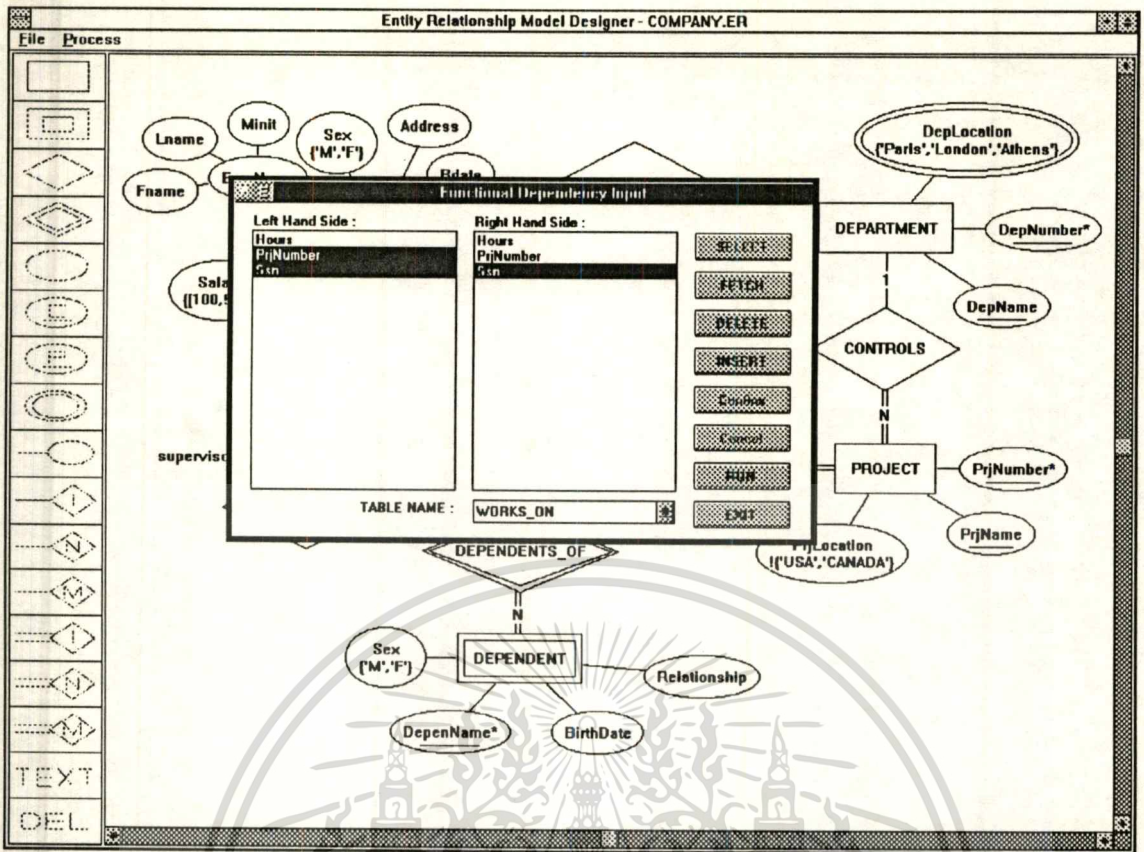 Entity Relationship Model Designer - COMPANY.ER
File Process
Lname
Minit
Sex
{'M','F'}
Address
Fname
Bdate
DepLocation
{'Paris','London','Athens'}
DEPARTMENT
DepNumber*
DepName
1
CONTROLS
N
PROJECT
PrjNumber*
PrjName
PrjLocation
!{'USA','CANADA'}
Functional Dependency Input
Left Hand Side :
Hours
PrjNumber
Ssn
Right Hand Side :
Hours
PrjNumber
Ssn
SELECT
FETCH
DELETE
INSERT
Confirm
Cancel
RUN
EXIT
TABLE NAME :
WORKS_ON
Sala
{[100,
superviso
DEPENDENTS_OF
N
DEPENDENT
Sex
{'M','F'}
Relationship
DepenName*
BirthDate
I
N
M
I
N
M
TEXT
DEL